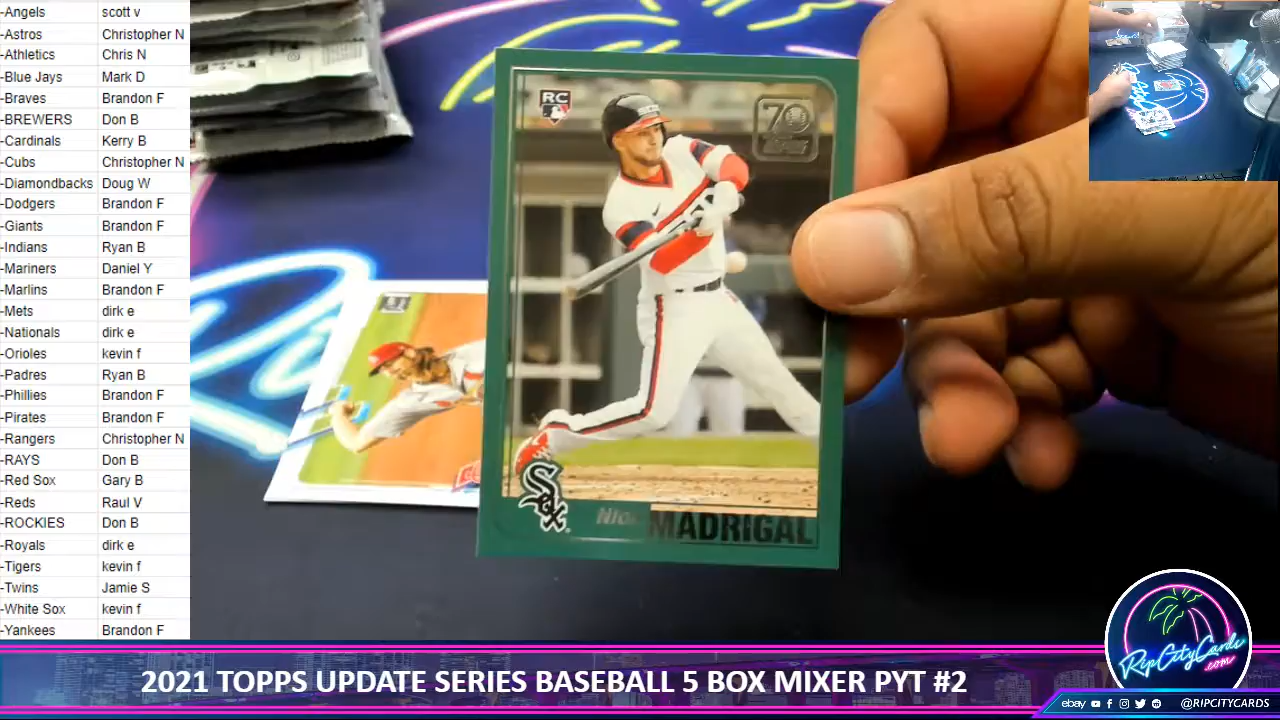 -Angels scott v
-Astros Christopher N
-Athletics Chris N
-Blue Jays Mark D
-Braves Brandon F
-BREWERS Don B
-Cardinals Kerry B
-Cubs Christopher N
-Diamondbacks Doug W
-Dodgers Brandon F
-Giants Brandon F
-Indians Ryan B
-Mariners Daniel Y
-Marlins Brandon F
-Mets dirk e
-Nationals dirk e
-Orioles kevin f
-Padres Ryan B
-Phillies Brandon F
-Pirates Brandon F
-Rangers Christopher N
-RAYS Don B
-Red Sox Gary B
-Reds Raul V
-ROCKIES Don B
-Royals dirk e
-Tigers kevin f
-Twins Jamie S
-White Sox kevin f
-Yankees Brandon F
RC
70
Sox
MADRIGAL
RipCityCards
.com
2021 TOPPS UPDATE SERIES BASEBALL 5 BOX MIXER PYT #2
ebay @RIPCITYCARDS